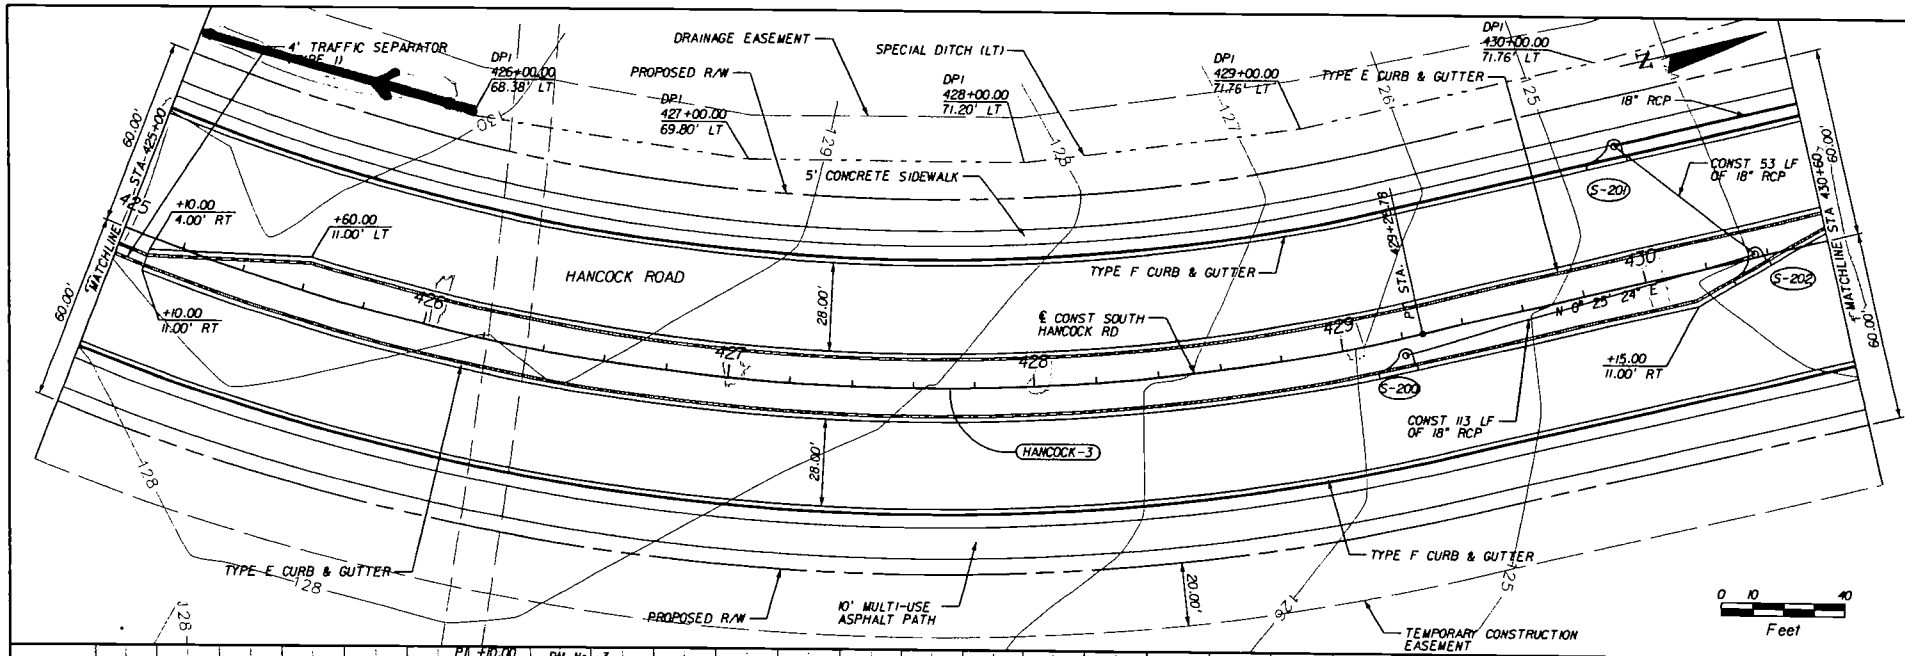 4' TRAFFIC SEPARATOR
DPI
426+00.00
68.38' LT
DRAINAGE EASEMENT
PROPOSED R/W
DPI
427+00.00
69.80' LT
SPECIAL DITCH (LT)
DPI
428+00.00
71.20' LT
DPI
429+00.00
71.76' LT
DPI
430+00.00
71.76' LT
TYPE E CURB & GUTTER
N
18" RCP
60.00'
60.00'
MATCHLINE STA 425+00
425
+10.00
4.00' RT
+60.00
11.00' LT
+10.00
11.00' RT
130
129
128
127
126
125
5' CONCRETE SIDEWALK
HANCOCK ROAD
28.00'
TYPE F CURB & GUTTER
PT STA. 429+28.78
S-201
CONST 53 LF
OF 18" RCP
60.00'
60.00'
MATCHLINE STA 430+60
426
427
428
429
430
℄ CONST SOUTH
HANCOCK RD
N 0° 25' 24" E
S-202
S-200
+15.00
11.00' RT
CONST 113 LF
OF 18" RCP
HANCOCK-3
28.00'
128
TYPE E CURB & GUTTER
128
128
PROPOSED R/W
10' MULTI-USE
ASPHALT PATH
20.00'
TYPE F CURB & GUTTER
126
125
TEMPORARY CONSTRUCTION
EASEMENT
0 10 40
Feet
+10.00